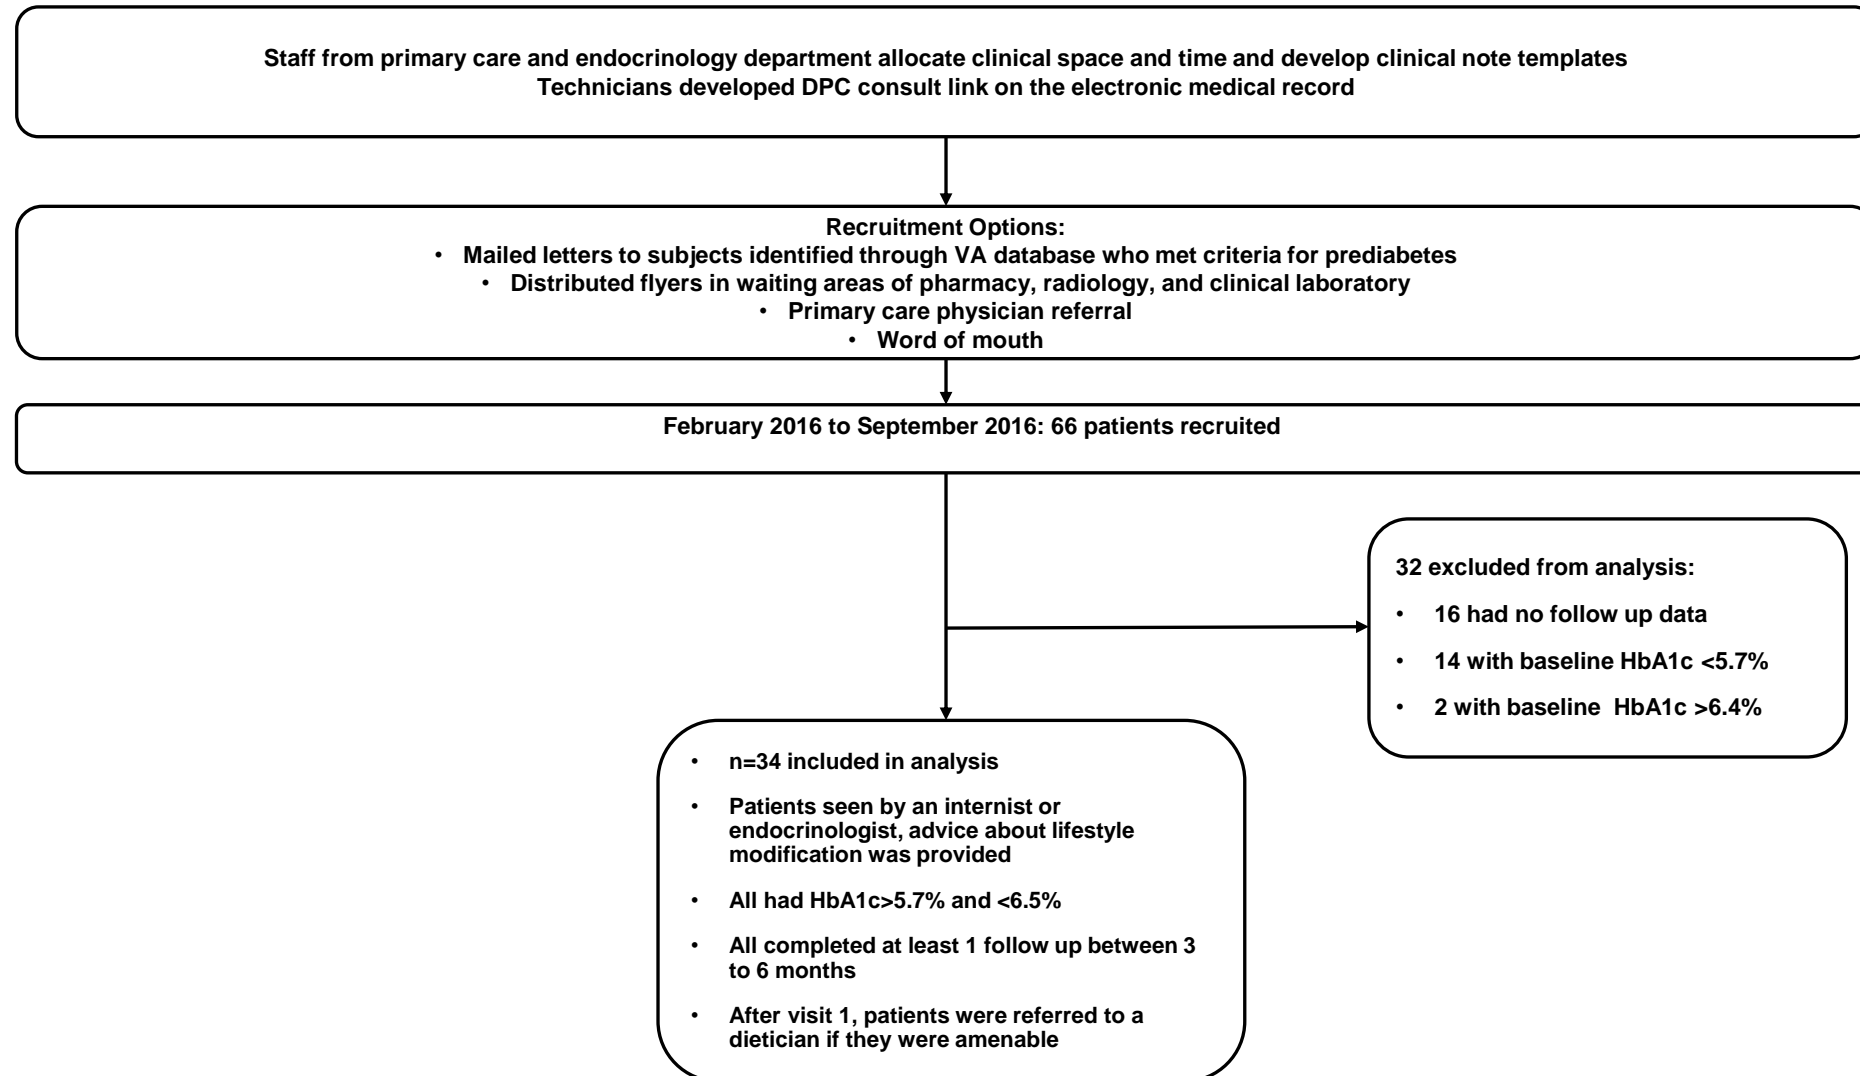 Staff from primary care and endocrinology department allocate clinical space and time and develop clinical note templates
Technicians developed DPC consult link on the electronic medical record
Recruitment Options:
• Mailed letters to subjects identified through VA database who met criteria for prediabetes
• Distributed flyers in waiting areas of pharmacy, radiology, and clinical laboratory
• Primary care physician referral
• Word of mouth
February 2016 to September 2016: 66 patients recruited
32 excluded from analysis:
• 16 had no follow up data
• 14 with baseline HbA1c <5.7%
• 2 with baseline HbA1c >6.4%
• n=34 included in analysis
• Patients seen by an internist or
endocrinologist, advice about lifestyle
modification was provided
• All had HbA1c>5.7% and <6.5%
• All completed at least 1 follow up between 3
to 6 months
• After visit 1, patients were referred to a
dietician if they were amenable